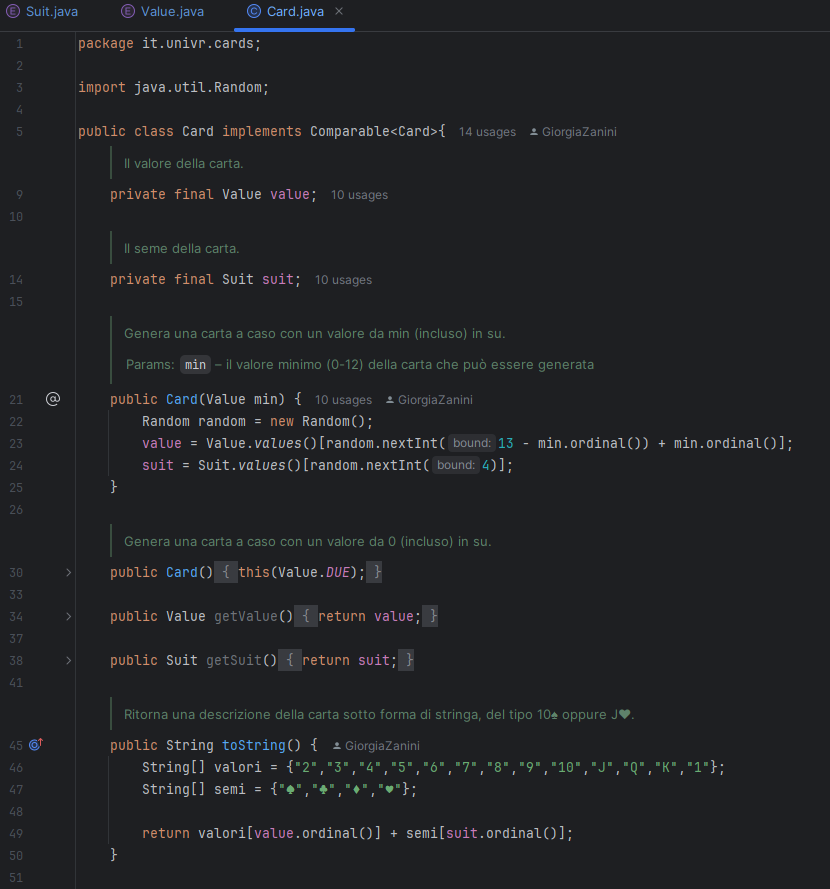 Suit.java Value.java Card.java ×
1 package it.univr.cards;
2
3 import java.util.Random;
4
5 public class Card implements Comparable<Card>{ 14 usages GiorgiaZanini
Il valore della carta.
9 private final Value value; 10 usages
10
Il seme della carta.
14 private final Suit suit; 10 usages
15
Genera una carta a caso con un valore da min (incluso) in su.
Params: min – il valore minimo (0-12) della carta che può essere generata
21 @ public Card(Value min) { 10 usages GiorgiaZanini
22 Random random = new Random();
23 value = Value.values()[random.nextInt( bound: 13 - min.ordinal()) + min.ordinal()];
24 suit = Suit.values()[random.nextInt( bound: 4)];
25 }
26
Genera una carta a caso con un valore da 0 (incluso) in su.
30 public Card() { this(Value.DUE); }
33
34 public Value getValue() { return value; }
37
38 public Suit getSuit() { return suit; }
41
Ritorna una descrizione della carta sotto forma di stringa, del tipo 10♠ oppure J♥.
45 public String toString() { GiorgiaZanini
46 String[] valori = {"2","3","4","5","6","7","8","9","10","J","Q","K","1"};
47 String[] semi = {"♠","♣","♦","♥"};
48
49 return valori[value.ordinal()] + semi[suit.ordinal()];
50 }
51